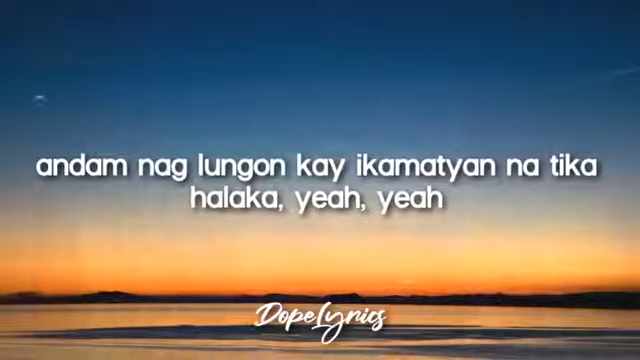 andam nag lungon kay ikamatyan na tika
halaka, yeah, yeah
DopeLyrics